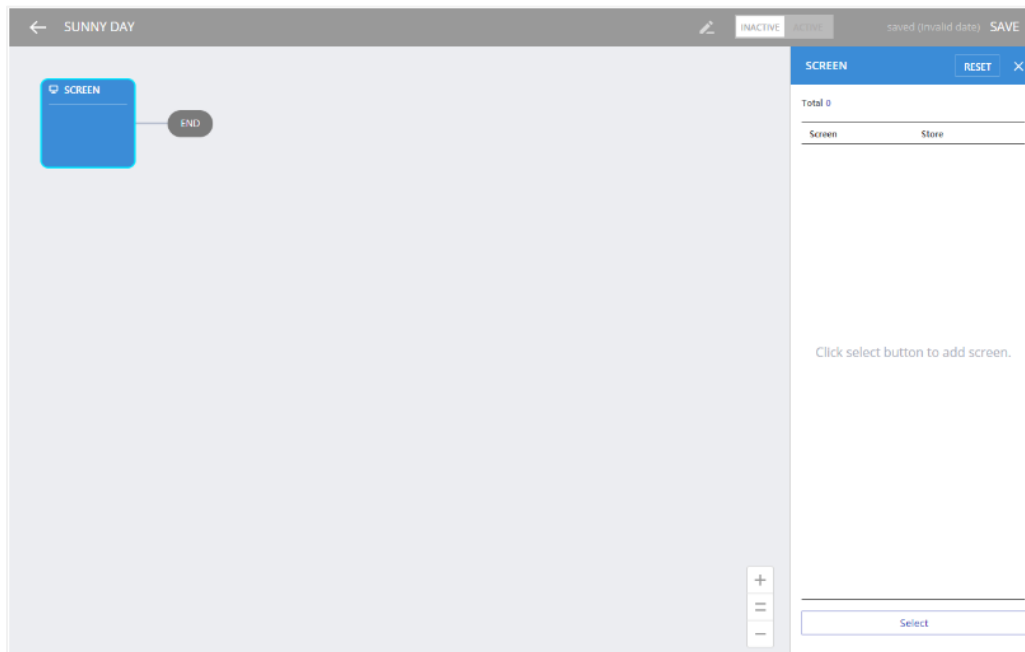 SUNNY DAY
INACTIVE ACTIVE
saved (Invalid date) SAVE
SCREEN
END
SCREEN
RESET
Total 0
Screen Store
Click select button to add screen.
Select